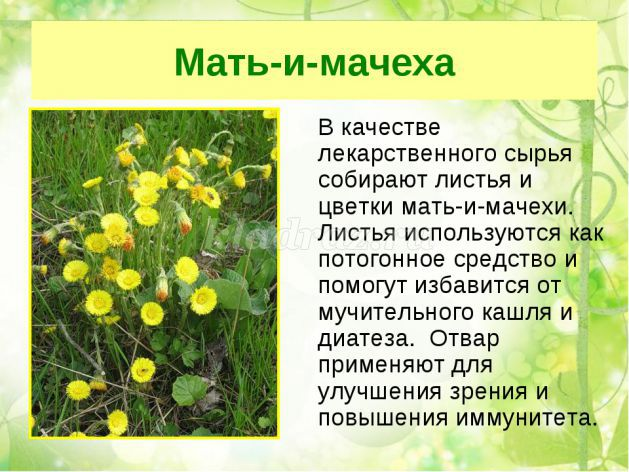 Мать-и-мачеха
В качестве
лекарственного сырья
собирают листья и
цветки мать-и-мачехи.
Листья используются как
потогонное средство и
помогут избавится от
мучительного кашля и
диатеза. Отвар
применяют для
улучшения зрения и
повышения иммунитета.